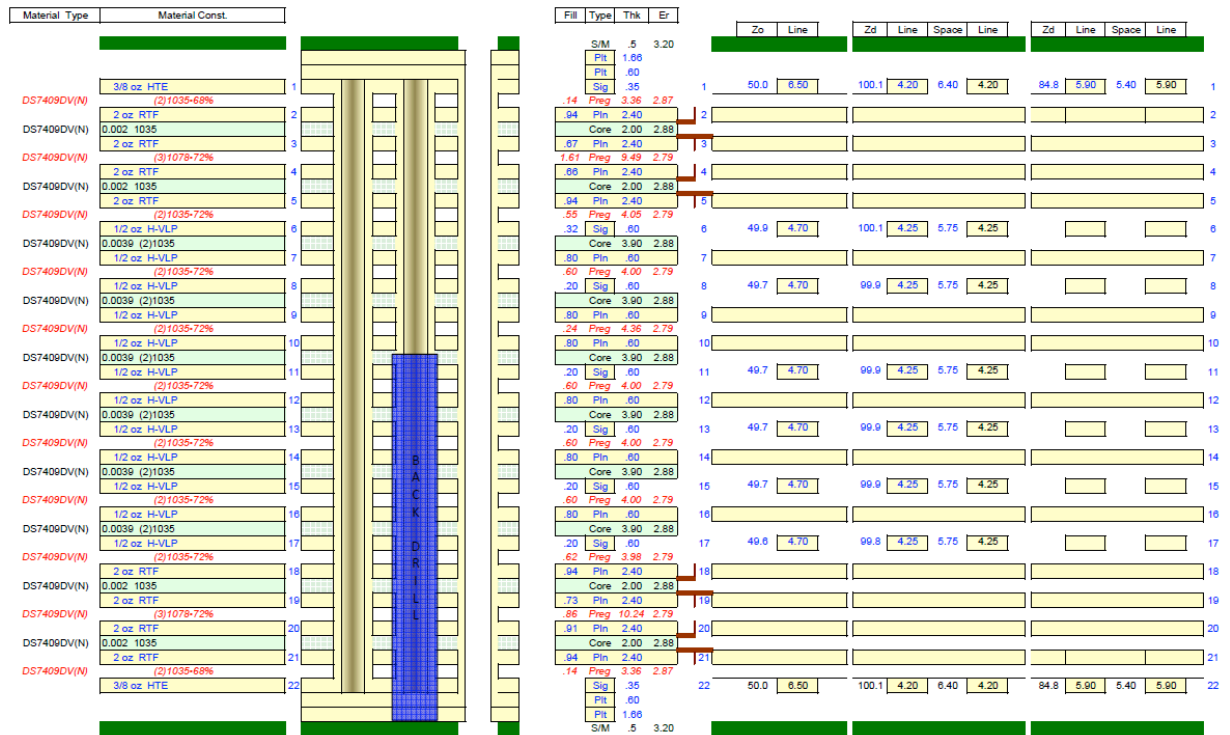 Material Type Material Const. Fill Type Thk Er
Zo Line Zd Line Space Line Zd Line Space Line
S/M .5 3.20
Plt 1.66
Plt .60
3/8 oz HTE 1 Sig .35 1 50.0 6.50 100.1 4.20 6.40 4.20 84.8 5.90 5.40 5.90 1
DS7409DV(N) (2)1035-68% .14 Preg 3.36 2.87
2 oz RTF 2 .94 Pln 2.40 2 2
DS7409DV(N) 0.002 1035 Core 2.00 2.88
2 oz RTF 3 .67 Pln 2.40 3 3
DS7409DV(N) (3)1078-72% 1.61 Preg 9.49 2.79
2 oz RTF 4 .66 Pln 2.40 4 4
DS7409DV(N) 0.002 1035 Core 2.00 2.88
2 oz RTF 5 .94 Pln 2.40 5 5
DS7409DV(N) (2)1035-72% .55 Preg 4.05 2.79
1/2 oz H-VLP 6 .32 Sig .60 6 49.9 4.70 100.1 4.25 5.75 4.25 6
DS7409DV(N) 0.0039 (2)1035 Core 3.90 2.88
1/2 oz H-VLP 7 .80 Pln .60 7 7
DS7409DV(N) (2)1035-72% .60 Preg 4.00 2.79
1/2 oz H-VLP 8 .20 Sig .60 8 49.7 4.70 99.9 4.25 5.75 4.25 8
DS7409DV(N) 0.0039 (2)1035 Core 3.90 2.88
1/2 oz H-VLP 9 .80 Pln .60 9 9
DS7409DV(N) (2)1035-72% .24 Preg 4.36 2.79
1/2 oz H-VLP 10 .80 Pln .60 10 10
DS7409DV(N) 0.0039 (2)1035 Core 3.90 2.88
1/2 oz H-VLP 11 .20 Sig .60 11 49.7 4.70 99.9 4.25 5.75 4.25 11
DS7409DV(N) (2)1035-72% .60 Preg 4.00 2.79
1/2 oz H-VLP 12 .80 Pln .60 12 12
DS7409DV(N) 0.0039 (2)1035 Core 3.90 2.88
1/2 oz H-VLP 13 .20 Sig .60 13 49.7 4.70 99.9 4.25 5.75 4.25 13
DS7409DV(N) (2)1035-72% .60 Preg 4.00 2.79
1/2 oz H-VLP 14 .80 Pln .60 14 14
DS7409DV(N) 0.0039 (2)1035 Core 3.90 2.88
1/2 oz H-VLP 15 .20 Sig .60 15 49.7 4.70 99.9 4.25 5.75 4.25 15
DS7409DV(N) (2)1035-72% .60 Preg 4.00 2.79
1/2 oz H-VLP 16 .80 Pln .60 16 16
DS7409DV(N) 0.0039 (2)1035 Core 3.90 2.88
1/2 oz H-VLP 17 .20 Sig .60 17 49.6 4.70 99.8 4.25 5.75 4.25 17
DS7409DV(N) (2)1035-72% .62 Preg 3.98 2.79
2 oz RTF 18 .94 Pln 2.40 18 18
DS7409DV(N) 0.002 1035 Core 2.00 2.88
2 oz RTF 19 .73 Pln 2.40 19 19
DS7409DV(N) (3)1078-72% .86 Preg 10.24 2.79
2 oz RTF 20 .91 Pln 2.40 20 20
DS7409DV(N) 0.002 1035 Core 2.00 2.88
2 oz RTF 21 .94 Pln 2.40 21 21
DS7409DV(N) (2)1035-68% .14 Preg 3.36 2.87
3/8 oz HTE 22 Sig .35 22 50.0 6.50 100.1 4.20 6.40 4.20 84.8 5.90 5.40 5.90 22
Plt .60
Plt 1.66
S/M .5 3.20
BACK DRILL